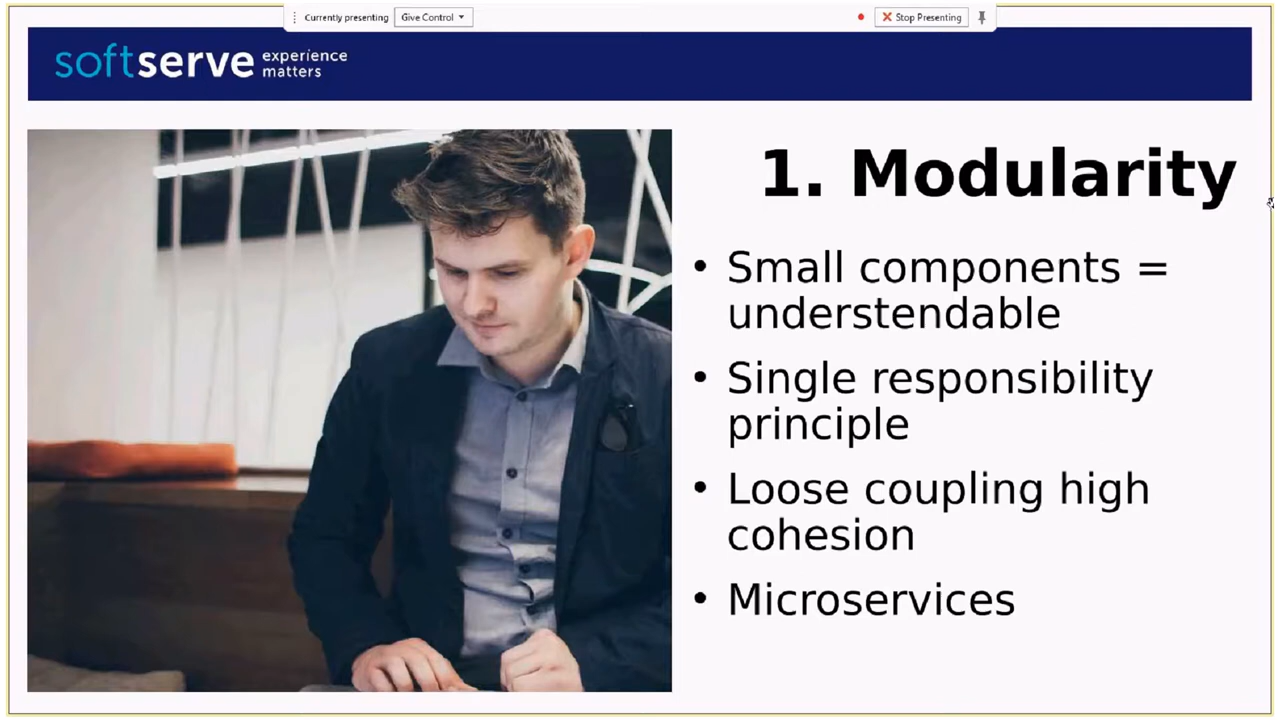 Currently presenting Give Control Stop Presenting
softserve experience
matters
1. Modularity
• Small components =
understendable
• Single responsibility
principle
• Loose coupling high
cohesion
• Microservices